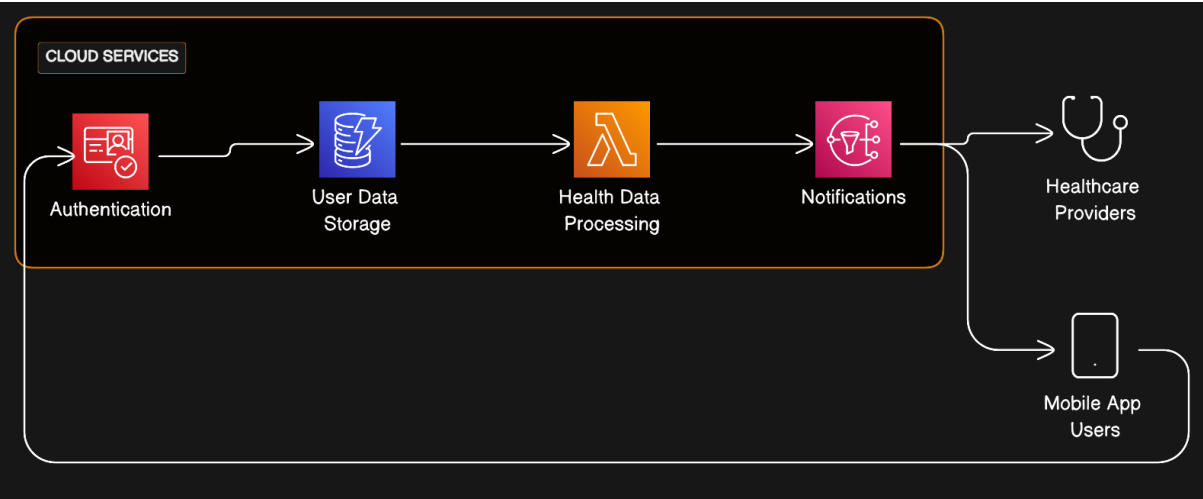 CLOUD SERVICES
Authentication
User Data
Storage
Health Data
Processing
Notifications
Healthcare
Providers
Mobile App
Users